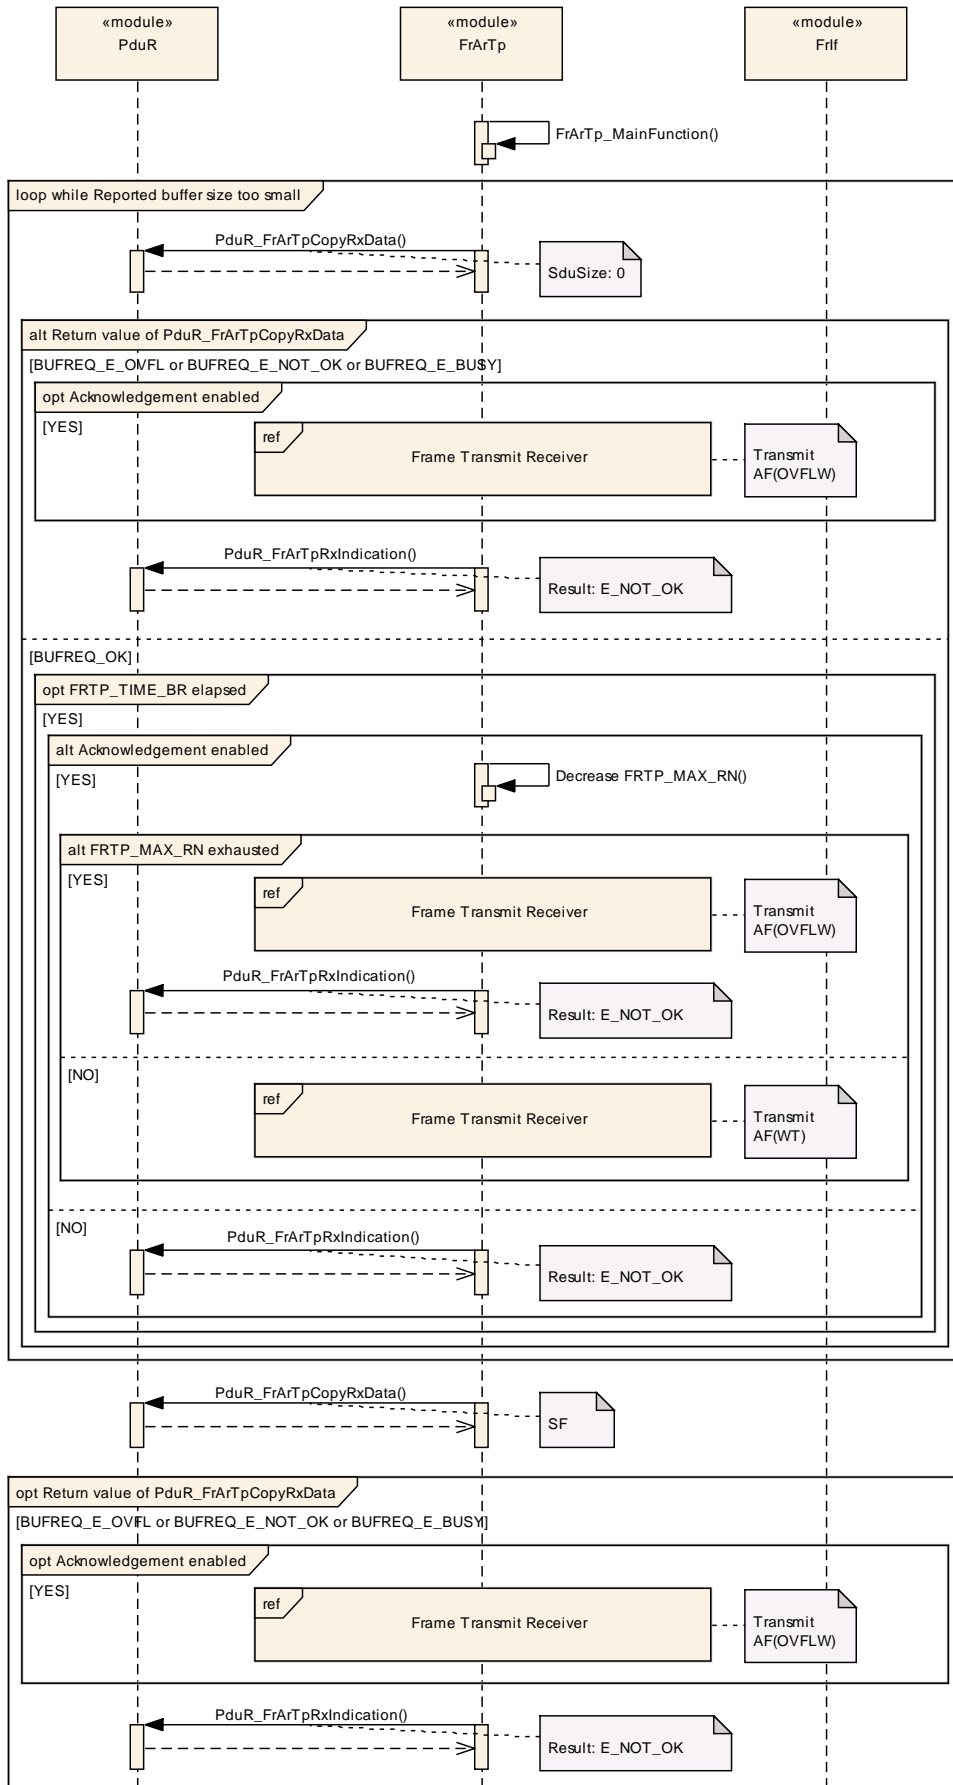 «module»
PduR
«module»
FrArTp
«module»
FrIf
FrArTp_MainFunction()
loop while Reported buffer size too small
PduR_FrArTpCopyRxData()
SduSize: 0
alt Return value of PduR_FrArTpCopyRxData
[BUFREQ_E_OVFL or BUFREQ_E_NOT_OK or BUFREQ_E_BUSY]
opt Acknowledgement enabled
[YES]
ref
Frame Transmit Receiver
Transmit
AF(OVFLW)
PduR_FrArTpRxIndication()
Result: E_NOT_OK
[BUFREQ_OK]
opt FRTP_TIME_BR elapsed
[YES]
alt Acknowledgement enabled
[YES]
Decrease FRTP_MAX_RN()
alt FRTP_MAX_RN exhausted
[YES]
ref
Frame Transmit Receiver
Transmit
AF(OVFLW)
PduR_FrArTpRxIndication()
Result: E_NOT_OK
[NO]
ref
Frame Transmit Receiver
Transmit
AF(WT)
[NO]
PduR_FrArTpRxIndication()
Result: E_NOT_OK
PduR_FrArTpCopyRxData()
SF
opt Return value of PduR_FrArTpCopyRxData
[BUFREQ_E_OVFL or BUFREQ_E_NOT_OK or BUFREQ_E_BUSY]
opt Acknowledgement enabled
[YES]
ref
Frame Transmit Receiver
Transmit
AF(OVFLW)
PduR_FrArTpRxIndication()
Result: E_NOT_OK